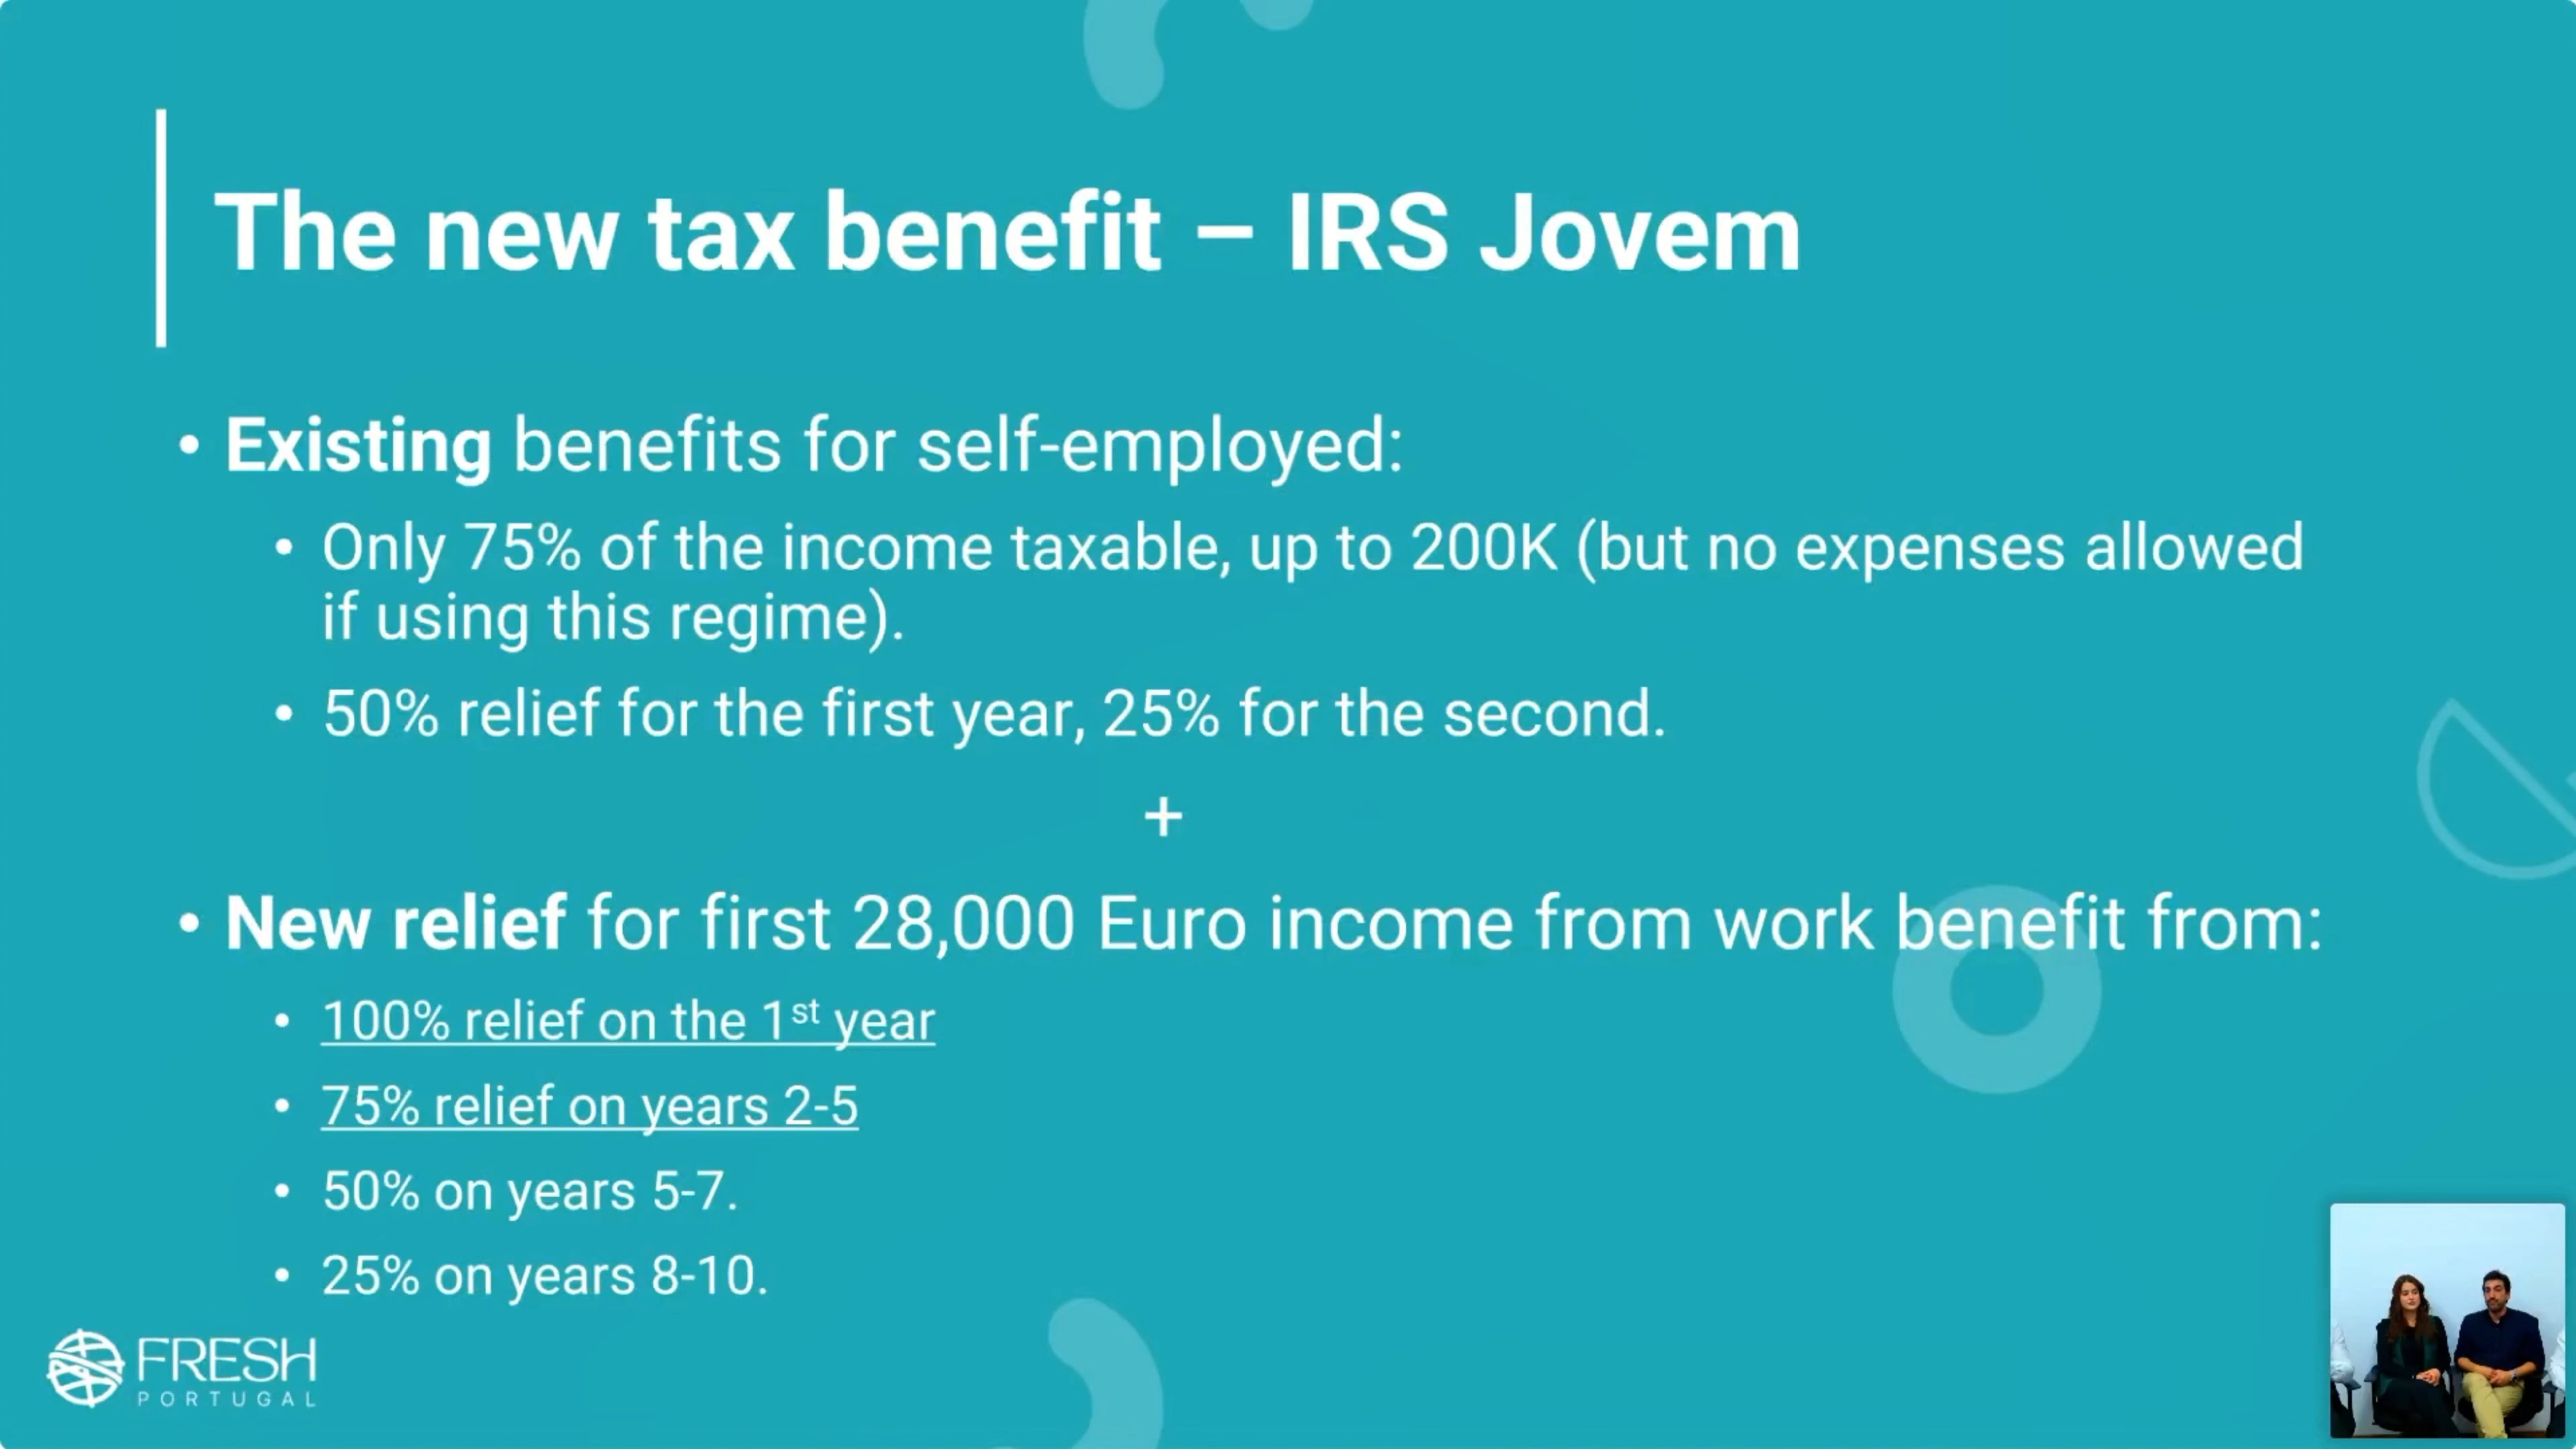 The new tax benefit – IRS Jovem
• Existing benefits for self-employed:
• Only 75% of the income taxable, up to 200K (but no expenses allowed
if using this regime).
• 50% relief for the first year, 25% for the second.
+
• New relief for first 28,000 Euro income from work benefit from:
• 100% relief on the 1st year
• 75% relief on years 2-5
• 50% on years 5-7.
• 25% on years 8-10.
FRESH
PORTUGAL